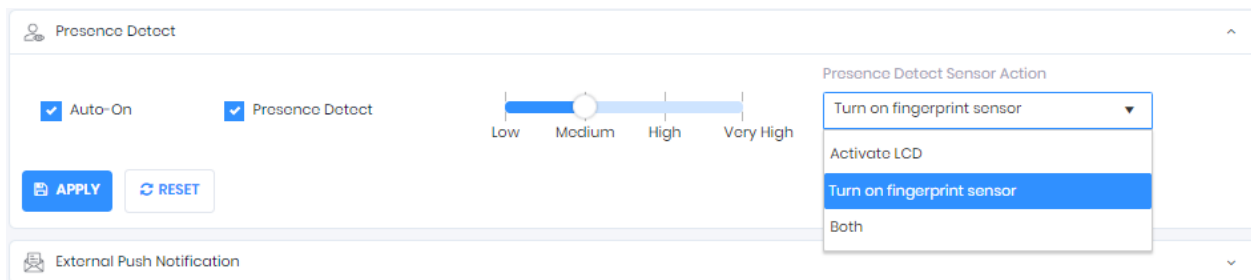 Presence Detect
Presence Detect Sensor Action
Auto-On
Presence Detect
Low
Medium
High
Very High
Turn on fingerprint sensor
Activate LCD
Turn on fingerprint sensor
Both
APPLY
RESET
External Push Notification